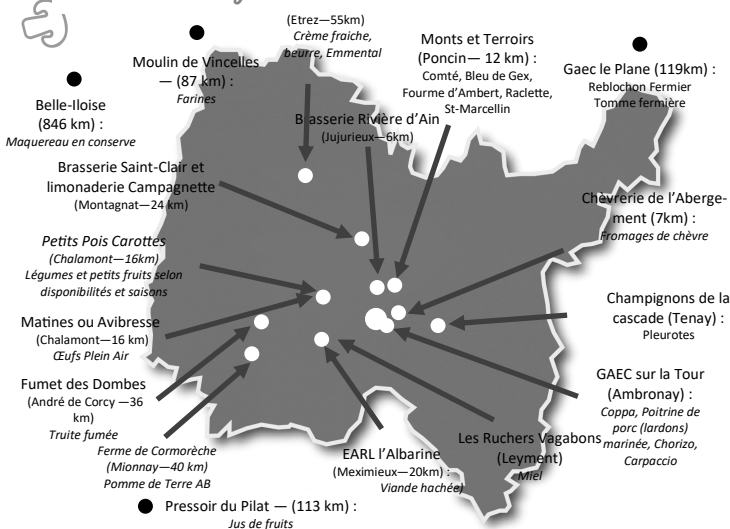 (Etrez—55km)
Crème fraiche,
beurre, Emmental
Moulin de Vincelles
— (87 km) :
Farines
Belle-Iloise
(846 km) :
Maquereau en conserve
Monts et Terroirs
(Poncin— 12 km) :
Comté, Bleu de Gex,
Fourme d'Ambert, Raclette,
St-Marcellin
Gaec le Plane (119km) :
Reblochon Fermier
Tomme fermière
Brasserie Rivière d'Ain
(Jujurieux—6km)
Brasserie Saint-Clair et
limonaderie Campagnette
(Montagnat—24 km)
Chèvrerie de l'Aberge-
ment (7km) :
Fromages de chèvre
Petits Pois Carottes
(Chalamont—16km)
Légumes et petits fruits selon
disponibilités et saisons
Champignons de la
cascade (Tenay) :
Pleurotes
Matines ou Avibresse
(Chalamont—16 km)
Œufs Plein Air
GAEC sur la Tour
(Ambronay) :
Coppa, Poitrine de
porc (lardons)
marinée, Chorizo,
Carpaccio
Fumet des Dombes
(André de Corcy —36
km)
Truite fumée
Ferme de Cormorèche
(Mionnay—40 km)
Pomme de Terre AB
EARL l'Albarine
(Meximieux—20km) :
Viande hachée
Les Ruchers Vagabons
(Leyment)
Miel
Pressoir du Pilat — (113 km) :
Jus de fruits